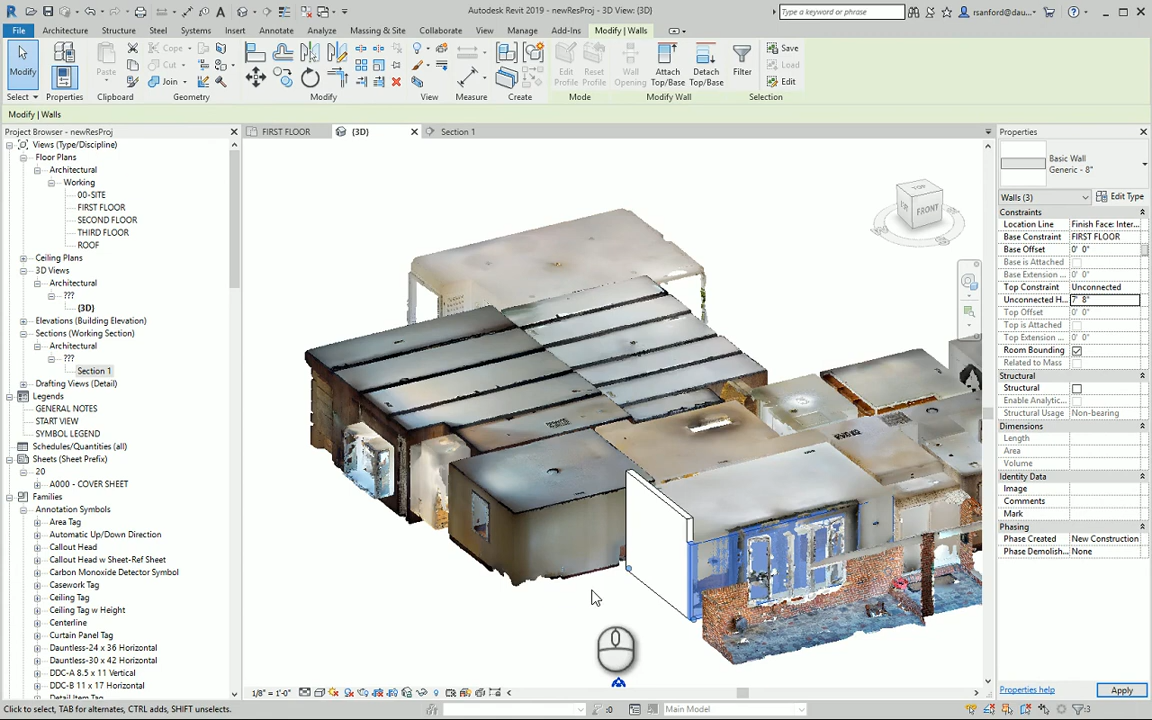 Autodesk Revit 2019 - newResProj - 3D View: {3D}
Type a keyword or phrase
rsanford@dau...
File Architecture Structure Steel Systems Insert Annotate Analyze Massing & Site Collaborate View Manage Add-Ins Modify | Walls
Modify
Select
Properties
Paste
Cope
Cut
Join
Clipboard
Geometry
Modify
View
Measure
Create
Edit Profile
Reset Profile
Mode
Wall Opening
Attach Top/Base
Detach Top/Base
Modify Wall
Filter
Save
Load
Edit
Selection
Modify | Walls
Project Browser - newResProj
Views (Type/Discipline)
Floor Plans
Architectural
Working
00-SITE
FIRST FLOOR
SECOND FLOOR
THIRD FLOOR
ROOF
Ceiling Plans
3D Views
Architectural
???
{3D}
Elevations (Building Elevation)
Sections (Working Section)
Architectural
???
Section 1
Drafting Views (Detail)
Legends
GENERAL NOTES
START VIEW
SYMBOL LEGEND
Schedules/Quantities (all)
Sheets (Sheet Prefix)
20
A000 - COVER SHEET
Families
Annotation Symbols
Area Tag
Automatic Up/Down Direction
Callout Head
Callout Head w Sheet-Ref Sheet
Carbon Monoxide Detector Symbol
Casework Tag
Ceiling Tag
Ceiling Tag w Height
Centerline
Curtain Panel Tag
Dauntless-24 x 36 Horizontal
Dauntless-30 x 42 Horizontal
DDC-A 8.5 x 11 Vertical
DDC-B 11 x 17 Horizontal
FIRST FLOOR
{3D}
Section 1
TOP
FRONT
1/8" = 1'-0"
Properties
Basic Wall
Generic - 8"
Walls (3)
Edit Type
Constraints
Location Line Finish Face: Inter...
Base Constraint FIRST FLOOR
Base Offset 0' 0"
Base is Attached
Base Extension ... 0' 0"
Top Constraint Unconnected
Unconnected H... 7' 8"
Top Offset 0' 0"
Top is Attached
Top Extension ... 0' 0"
Room Bounding
Related to Mass
Structural
Structural
Enable Analytic...
Structural Usage Non-bearing
Dimensions
Length
Area
Volume
Identity Data
Image
Comments
Mark
Phasing
Phase Created New Construction
Phase Demolish... None
Properties help
Apply
Click to select, TAB for alternates, CTRL adds, SHIFT unselects.
:0
Main Model
:3